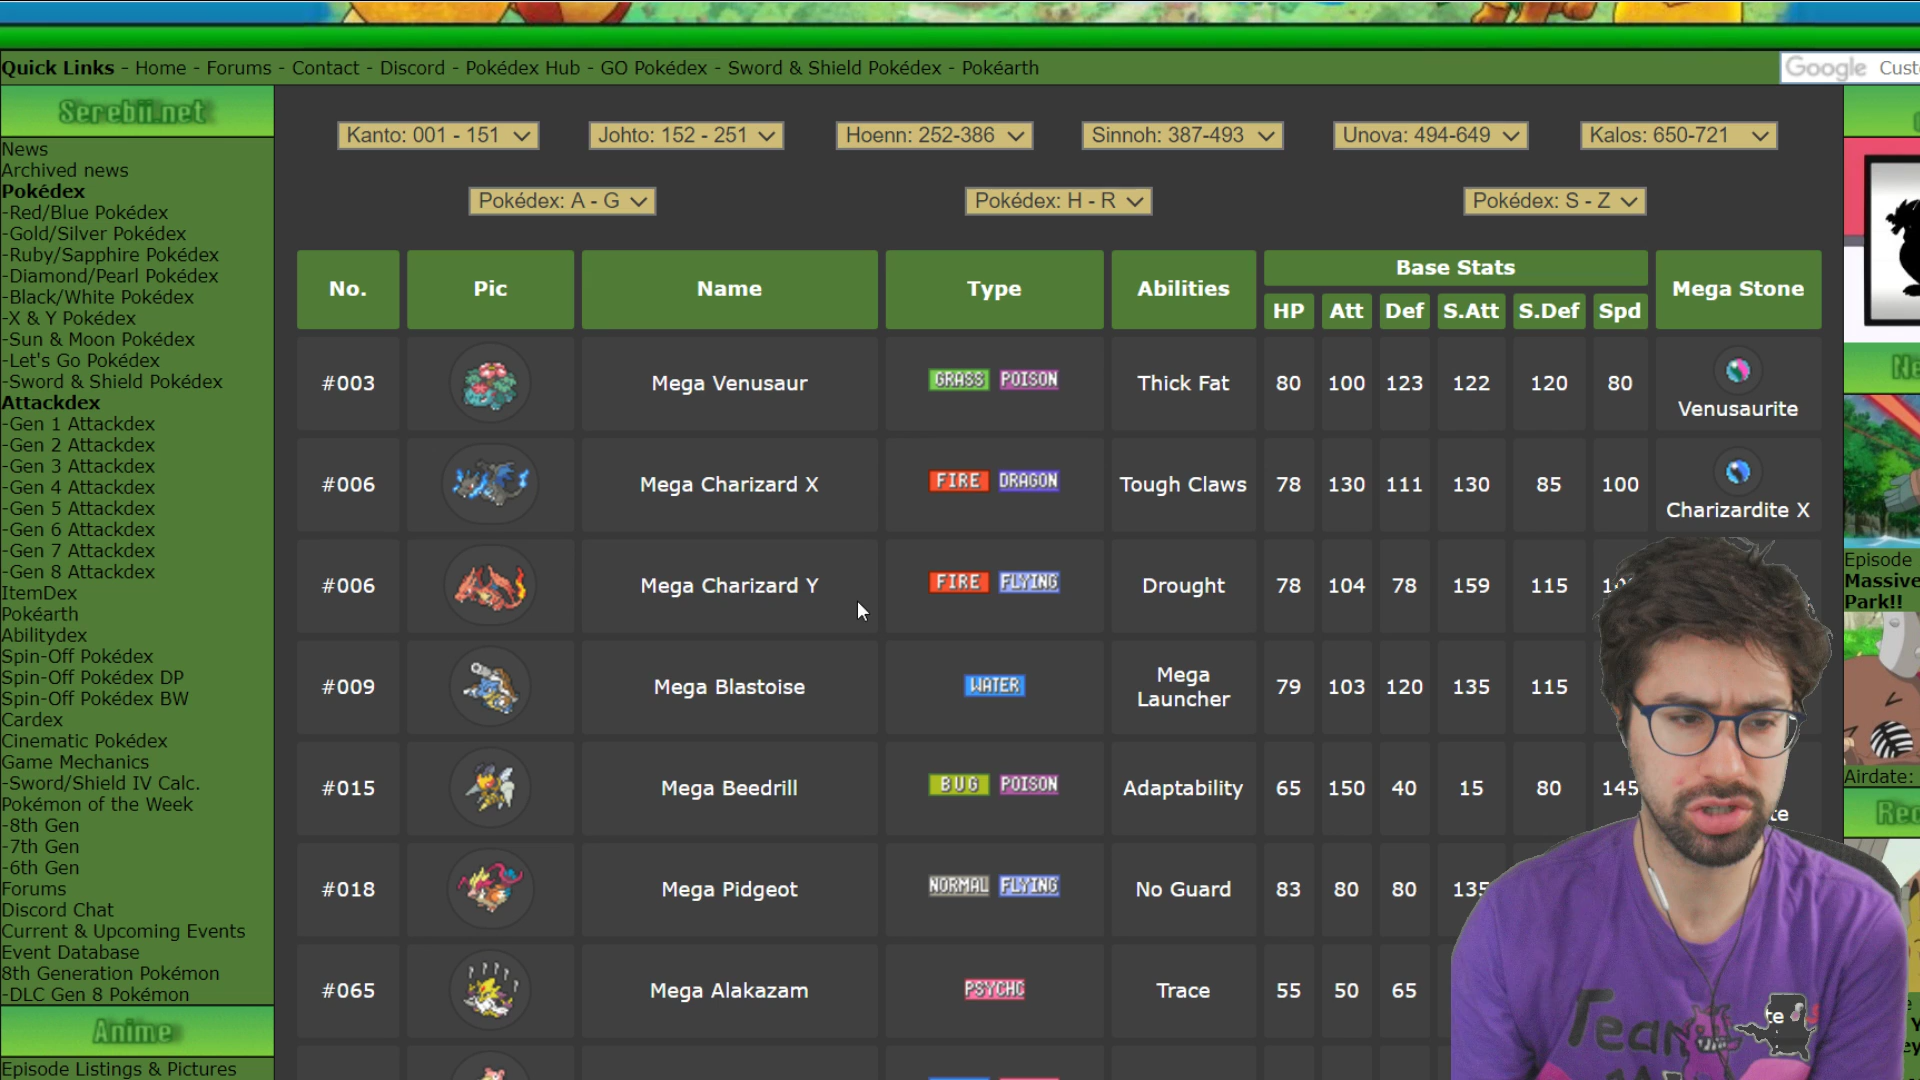 Quick Links - Home - Forums - Contact - Discord - Pokédex Hub - GO Pokédex - Sword & Shield Pokédex - Pokéarth
Google
Serebii.net
News
Archived news
Pokédex
-Red/Blue Pokédex
-Gold/Silver Pokédex
-Ruby/Sapphire Pokédex
-Diamond/Pearl Pokédex
-Black/White Pokédex
-X & Y Pokédex
-Sun & Moon Pokédex
-Let's Go Pokédex
-Sword & Shield Pokédex
Attackdex
-Gen 1 Attackdex
-Gen 2 Attackdex
-Gen 3 Attackdex
-Gen 4 Attackdex
-Gen 5 Attackdex
-Gen 6 Attackdex
-Gen 7 Attackdex
-Gen 8 Attackdex
ItemDex
Pokéarth
Abilitydex
Spin-Off Pokédex
Spin-Off Pokédex DP
Spin-Off Pokédex BW
Cardex
Cinematic Pokédex
Game Mechanics
-Sword/Shield IV Calc.
Pokémon of the Week
-8th Gen
-7th Gen
-6th Gen
Forums
Discord Chat
Current & Upcoming Events
Event Database
8th Generation Pokémon
-DLC Gen 8 Pokémon
Anime
Episode Listings & Pictures
Kanto: 001 - 151 Johto: 152 - 251 Hoenn: 252-386 Sinnoh: 387-493 Unova: 494-649 Kalos: 650-721
Pokédex: A - G Pokédex: H - R Pokédex: S - Z
No. Pic Name Type Abilities Base Stats Mega Stone
HP Att Def S.Att S.Def Spd
#003 Mega Venusaur GRASS POISON Thick Fat 80 100 123 122 120 80 Venusaurite
#006 Mega Charizard X FIRE DRAGON Tough Claws 78 130 111 130 85 100 Charizardite X
#006 Mega Charizard Y FIRE FLYING Drought 78 104 78 159 115
#009 Mega Blastoise WATER Mega Launcher 79 103 120 135 115
#015 Mega Beedrill BUG POISON Adaptability 65 150 40 15 80 145
#018 Mega Pidgeot NORMAL FLYING No Guard 83 80 80 135
#065 Mega Alakazam PSYCHC Trace 55 50 65
Episode
Massive
Park!!
Airdate:
Team